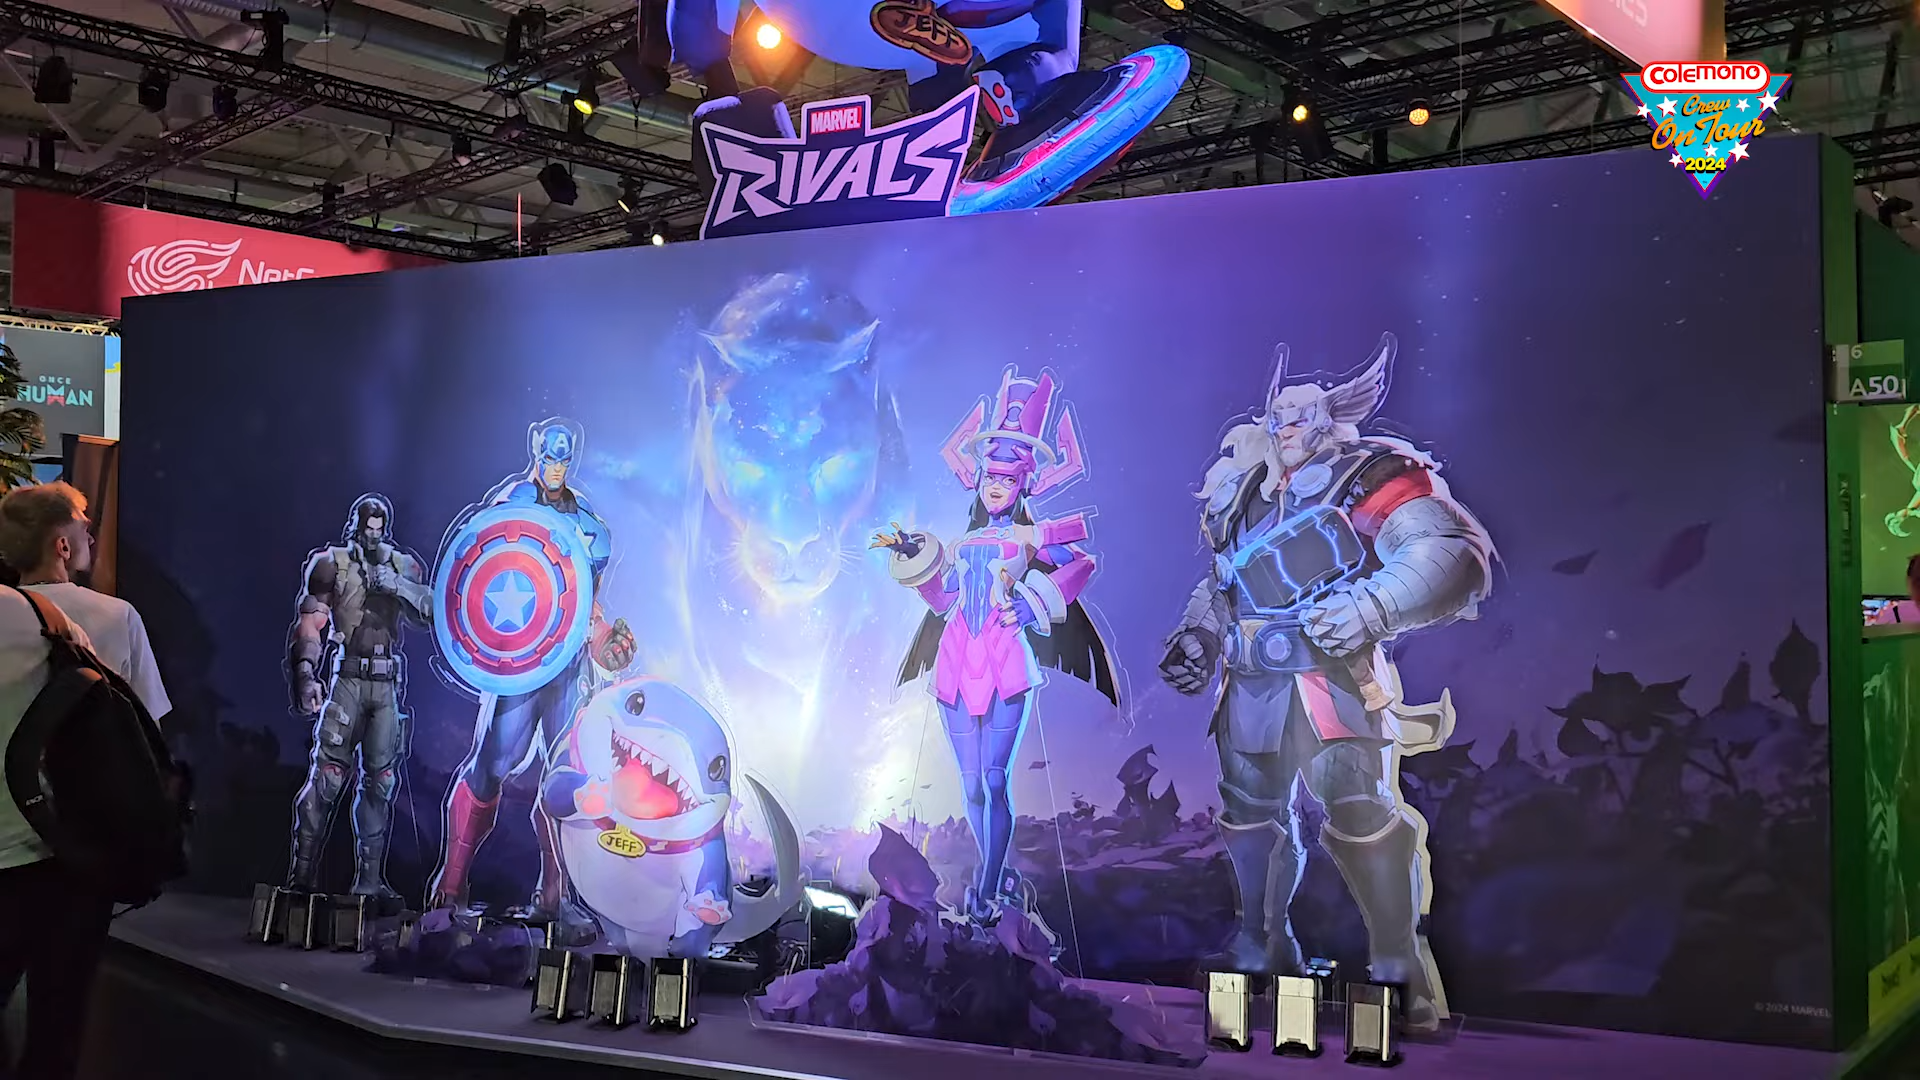 JEFF
MARVEL
RIVALS
COLEMONO
Crew
On Tour
2024
ONCE
HUMAN
6
A50
A
JEFF
© 2024 MARVEL